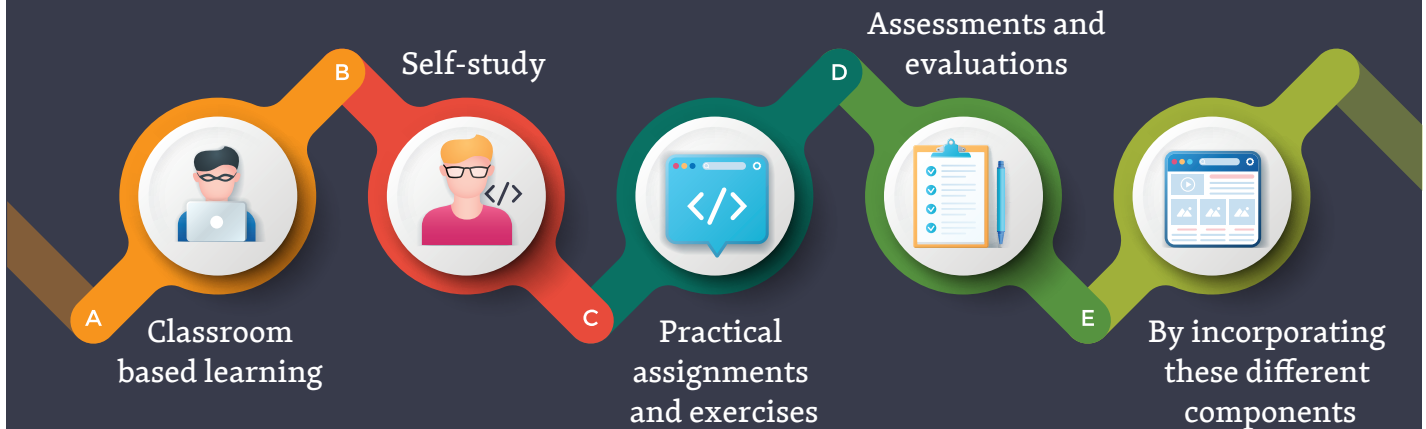 A
Classroom
based learning
B
Self-study
C
Practical
assignments
and exercises
D
Assessments and
evaluations
E
By incorporating
these different
components